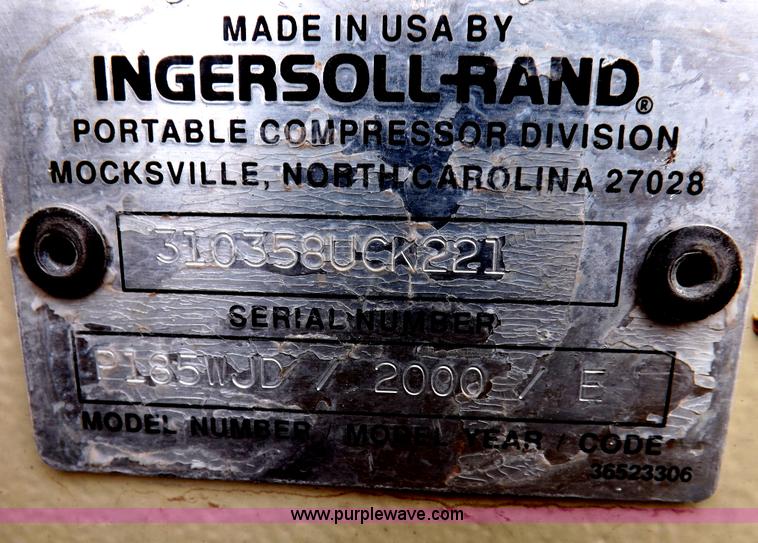 MADE IN USA BY
INGERSOLL-RAND®
PORTABLE COMPRESSOR DIVISION
MOCKSVILLE, NORTH CAROLINA 27028
310358UCK221
SERIAL NUMBER
P185WJD / 2000 / E
MODEL NUMBER / MODEL YEAR / CODE
36523306
www.purplewave.com